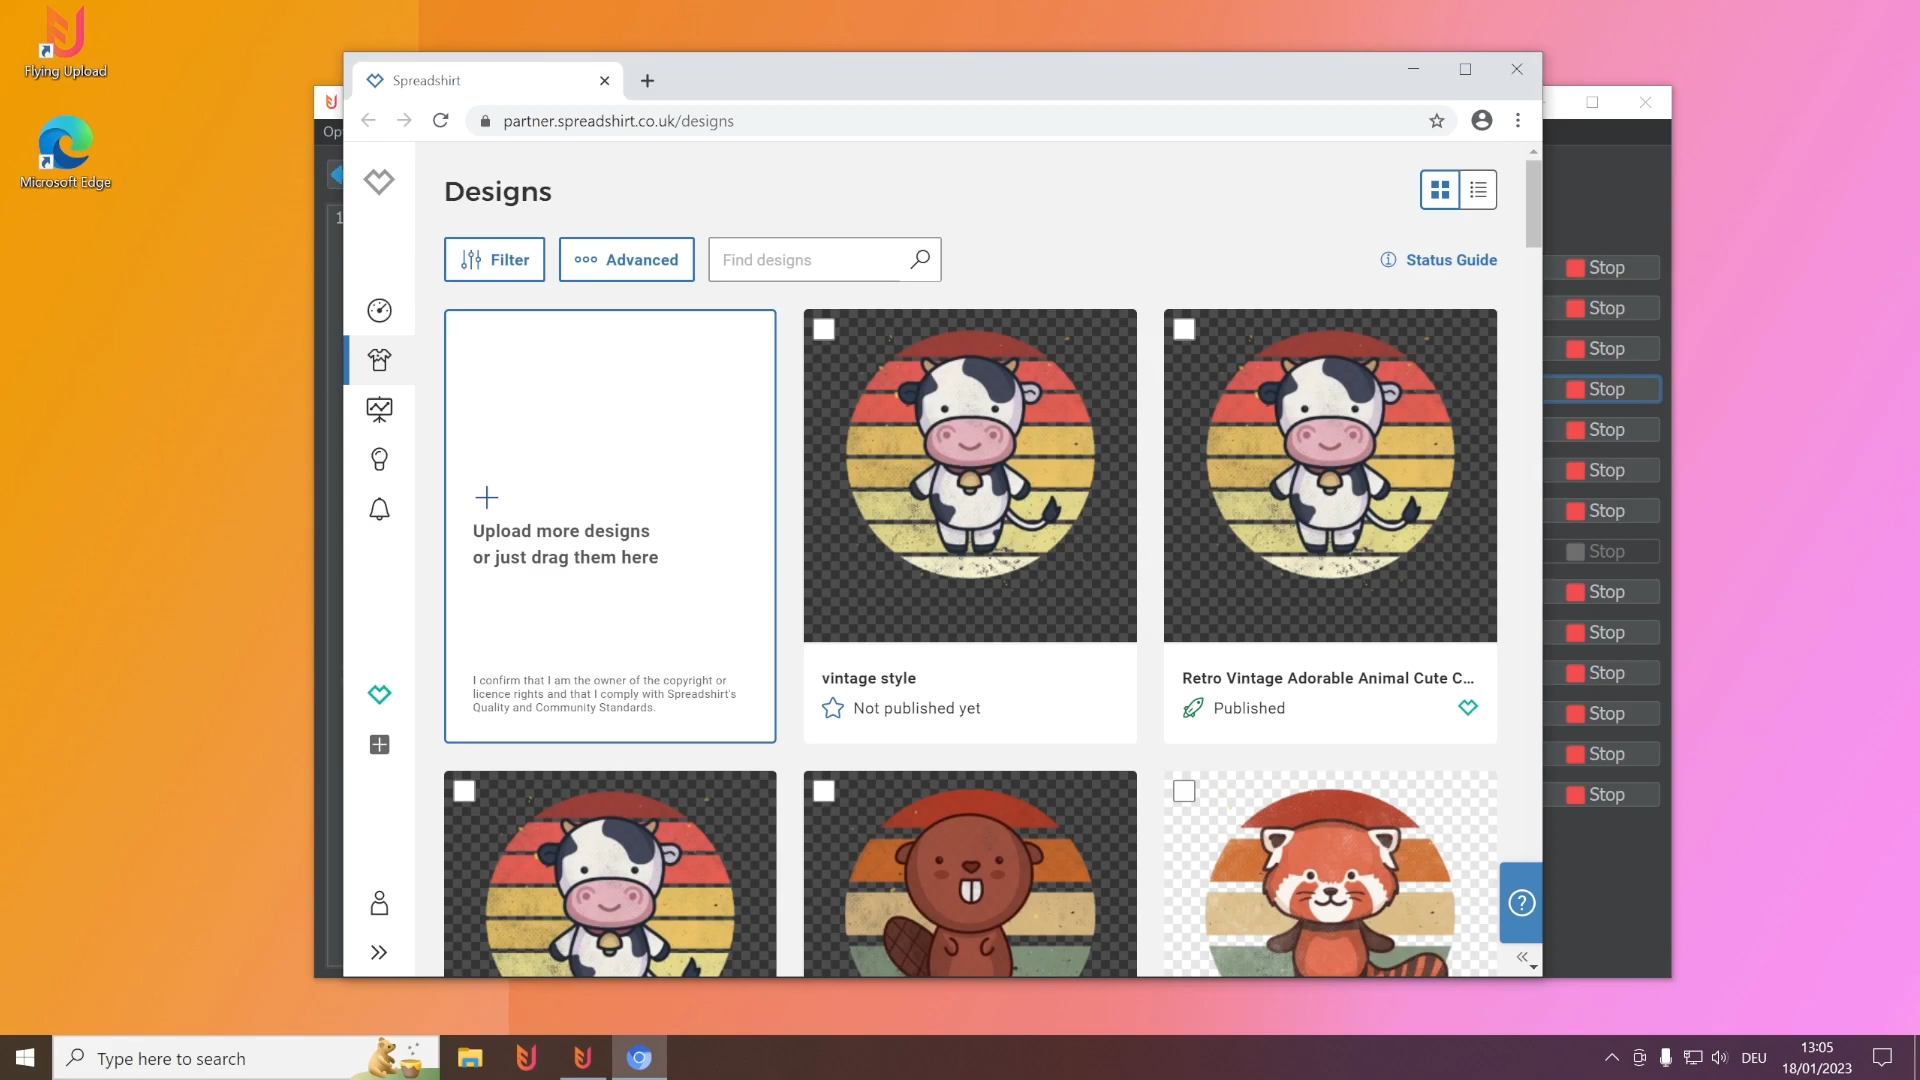 Flying Upload
Microsoft Edge
Spreadshirt
partner.spreadshirt.co.uk/designs
Op
1
Designs
Filter
Advanced
Find designs
Status Guide
Upload more designs
or just drag them here
I confirm that I am the owner of the copyright or
licence rights and that I comply with Spreadshirt's
Quality and Community Standards.
vintage style
Not published yet
Retro Vintage Adorable Animal Cute C...
Published
Stop
Stop
Stop
Stop
Stop
Stop
Stop
Stop
Stop
Stop
Stop
Stop
Stop
Stop
Type here to search
DEU
13:05
18/01/2023